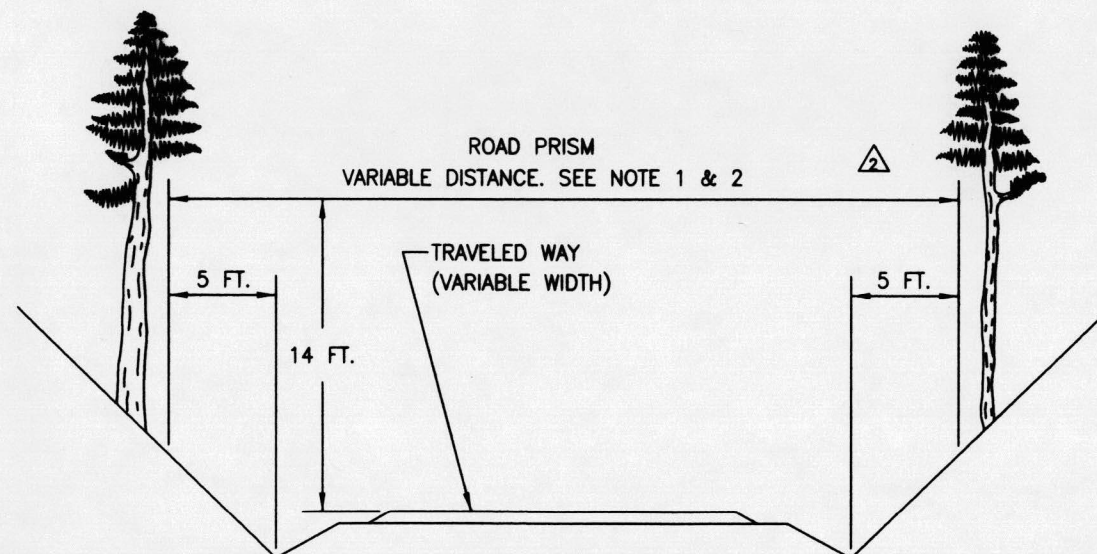 ROAD PRISM
VARIABLE DISTANCE. SEE NOTE 1 & 2
2
TRAVELED WAY
(VARIABLE WIDTH)
5 FT.
5 FT.
14 FT.